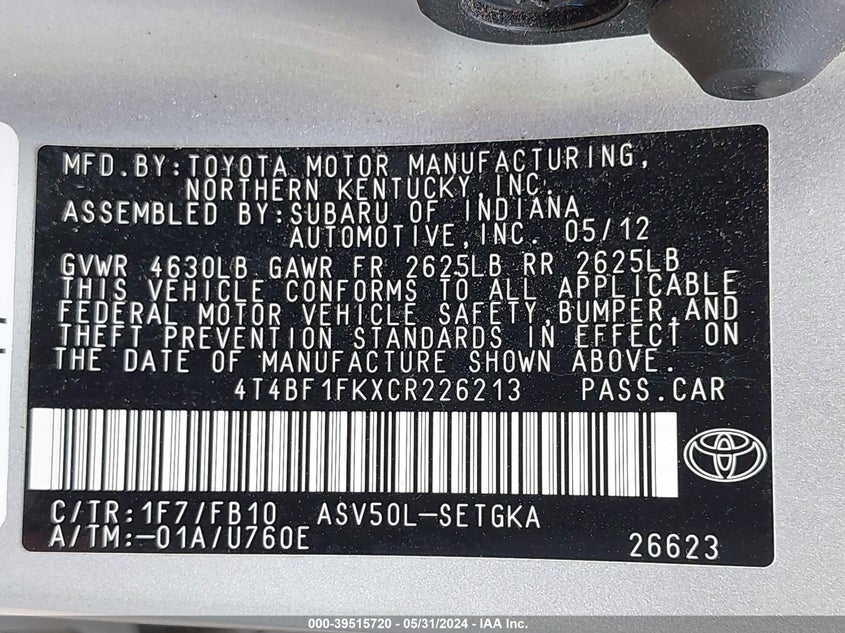 MFD.BY:TOYOTA MOTOR MANUFACTURING,
NORTHERN KENTUCKY,INC.
ASSEMBLED BY:SUBARU OF INDIANA
AUTOMOTIVE,INC. 05/12
GVWR 4630LB GAWR FR 2625LB RR 2625LB
THIS VEHICLE CONFORMS TO ALL APPLICABLE
FEDERAL MOTOR VEHICLE SAFETY,BUMPER,AND
THEFT PREVENTION STANDARDS IN EFFECT ON
THE DATE OF MANUFACTURE SHOWN ABOVE.
4T4BF1FKXCR226213 PASS.CAR
C/TR:1F7/FB10 ASV50L-SETGKA
A/TM:-01A/U760E 26623
000-39515720 - 05/31/2024 - IAA Inc.